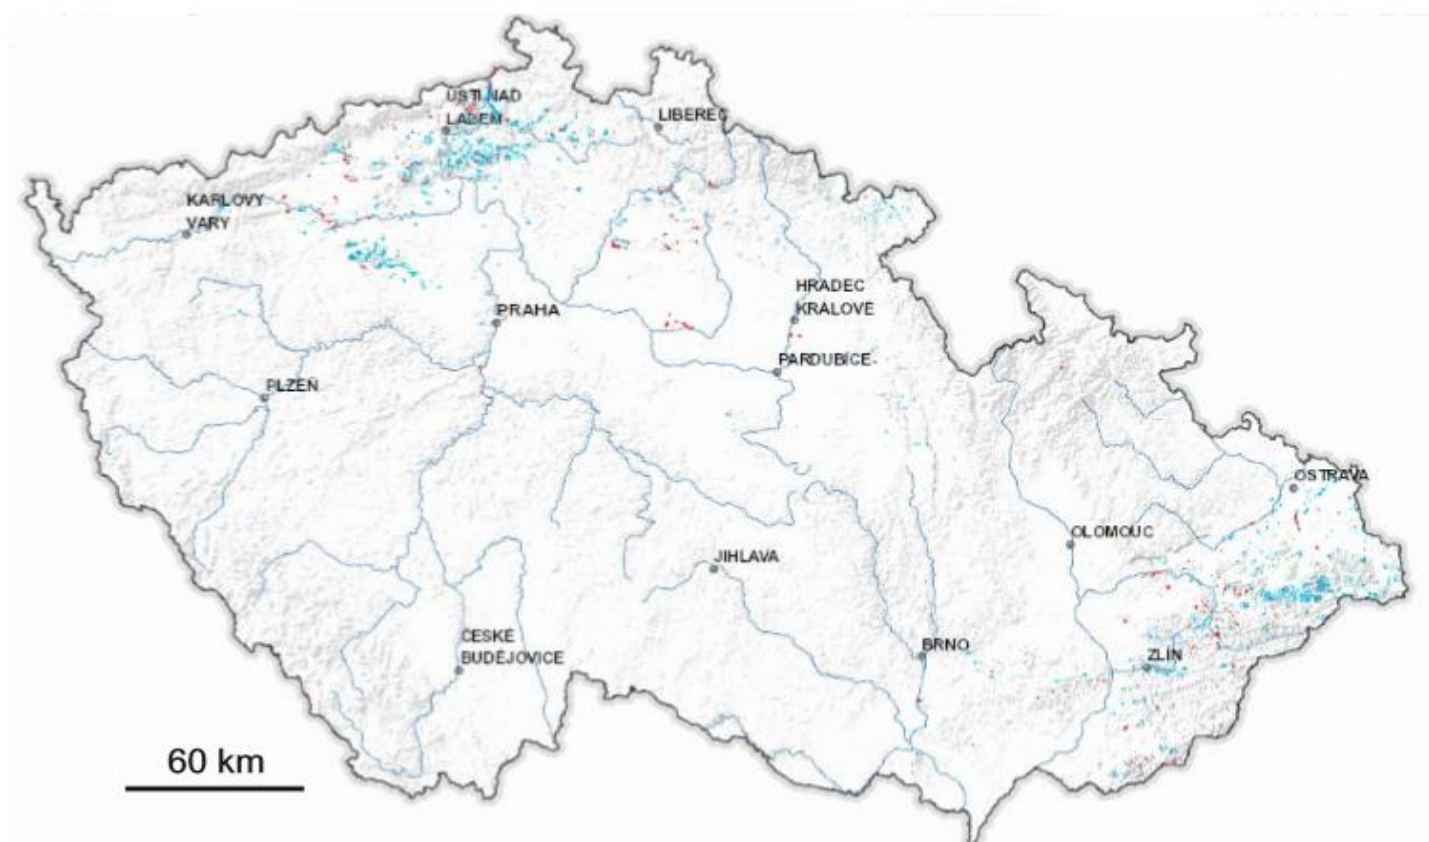 ÚSTI NAD
LABEM
LIBEREC
KARLOVY
VARY
HRADEC
KRÁLOVÉ
PRAHA
PARDUBICE
PLZEŇ
OSTRAVA
OLOMOUC
JIHLAVA
ČESKÉ
BUDĚJOVICE
BRNO
ZLÍN
60 km